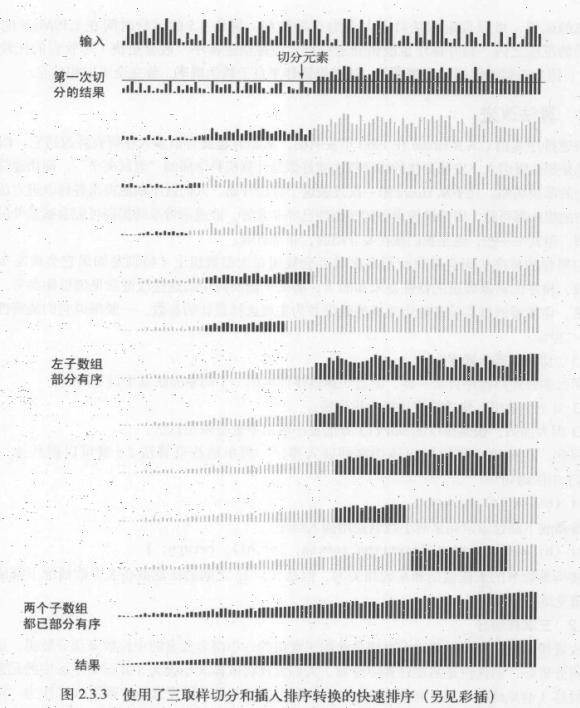 输入
切分元素
第一次切
分的结果
左子数组
部分有序
两个子数组
都已部分有序
结果
图 2.3.3 使用了三取样切分和插入排序转换的快速排序（另见彩插）